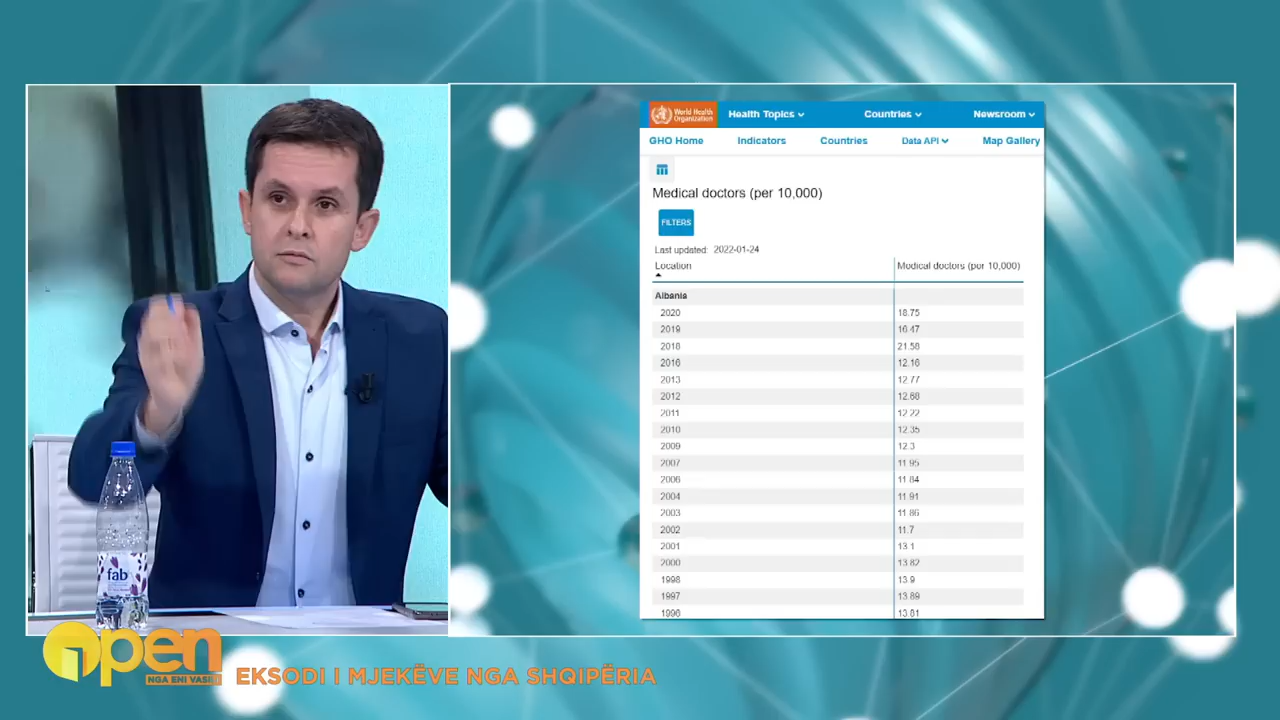 World Health
Organization
Health Topics
Countries
Newsroom
GHO Home
Indicators
Countries
Data API
Map Gallery
Medical doctors (per 10,000)
FILTERS
Last updated: 2022-01-24
Location
Medical doctors (per 10,000)
Albania
2020 18.75
2019 16.47
2018 21.58
2016 12.16
2013 12.77
2012 12.68
2011 12.22
2010 12.35
2009 12.3
2007 11.95
2006 11.84
2004 11.91
2003 11.86
2002 11.7
2001 13.1
2000 13.82
1998 13.9
1997 13.89
1996 13.81
fab
Open
NGA ENI VASILI
EKSODI I MJEKËVE NGA SHQIPËRIA